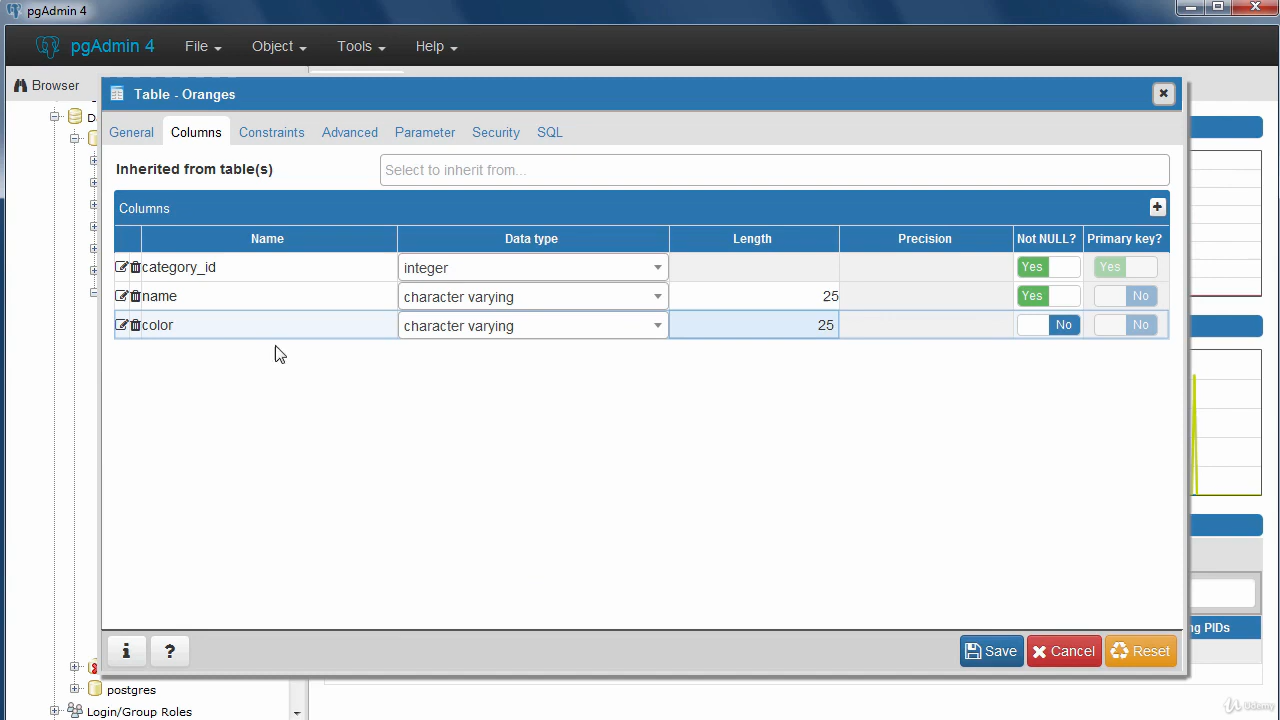 pgAdmin 4
pgAdmin 4 File Object Tools Help
Browser
Table - Oranges
General Columns Constraints Advanced Parameter Security SQL
Inherited from table(s) Select to inherit from...
Columns
Name Data type Length Precision Not NULL? Primary key?
category_id integer Yes Yes
name character varying 25 Yes No
color character varying 25 No No
ng PIDs
i ? Save Cancel Reset
postgres
Login/Group Roles
Udemy